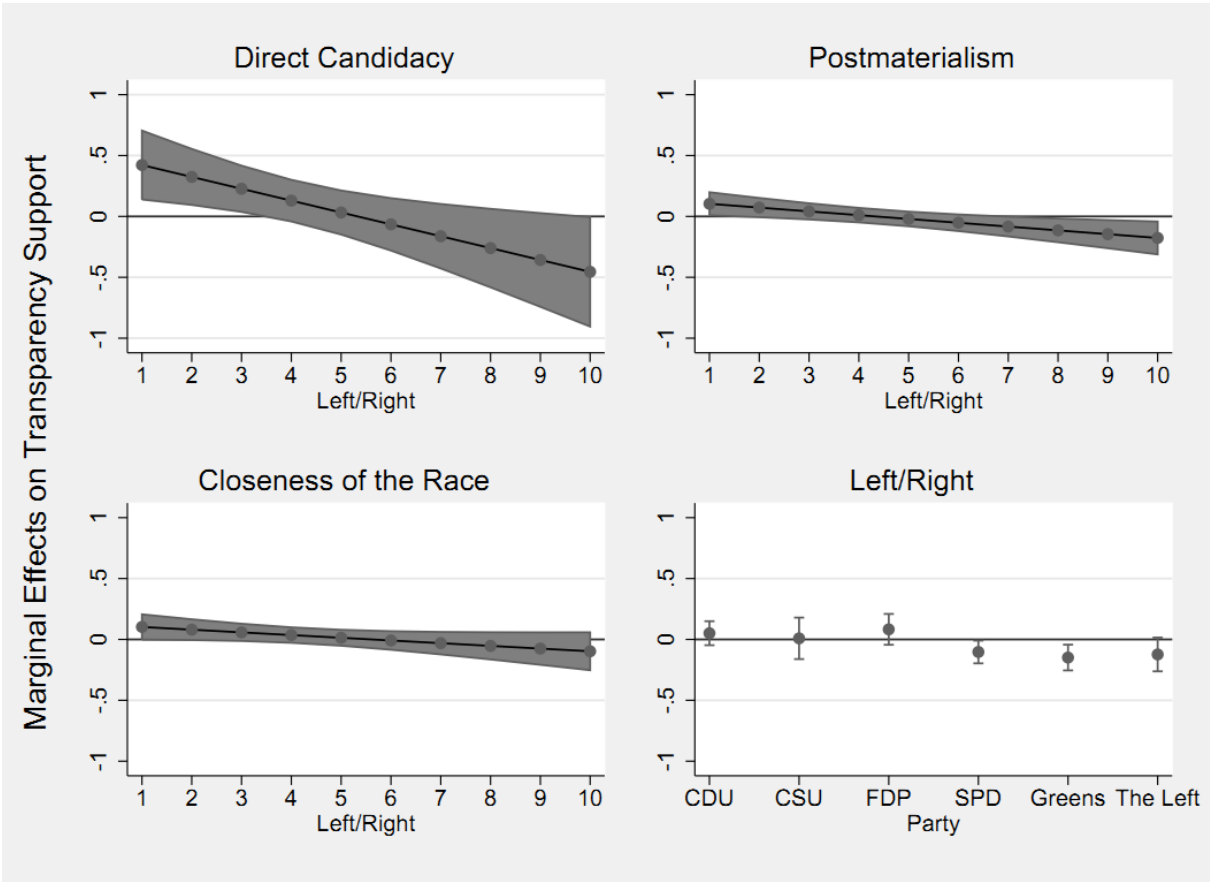 Marginal Effects on Transparency Support
Direct Candidacy
1
.5
0
-.5
-1
1 2 3 4 5 6 7 8 9 10
Left/Right
Postmaterialism
1
.5
0
-.5
-1
1 2 3 4 5 6 7 8 9 10
Left/Right
Closeness of the Race
1
.5
0
-.5
-1
1 2 3 4 5 6 7 8 9 10
Left/Right
Left/Right
1
.5
0
-.5
-1
CDU CSU FDP SPD Greens The Left
Party